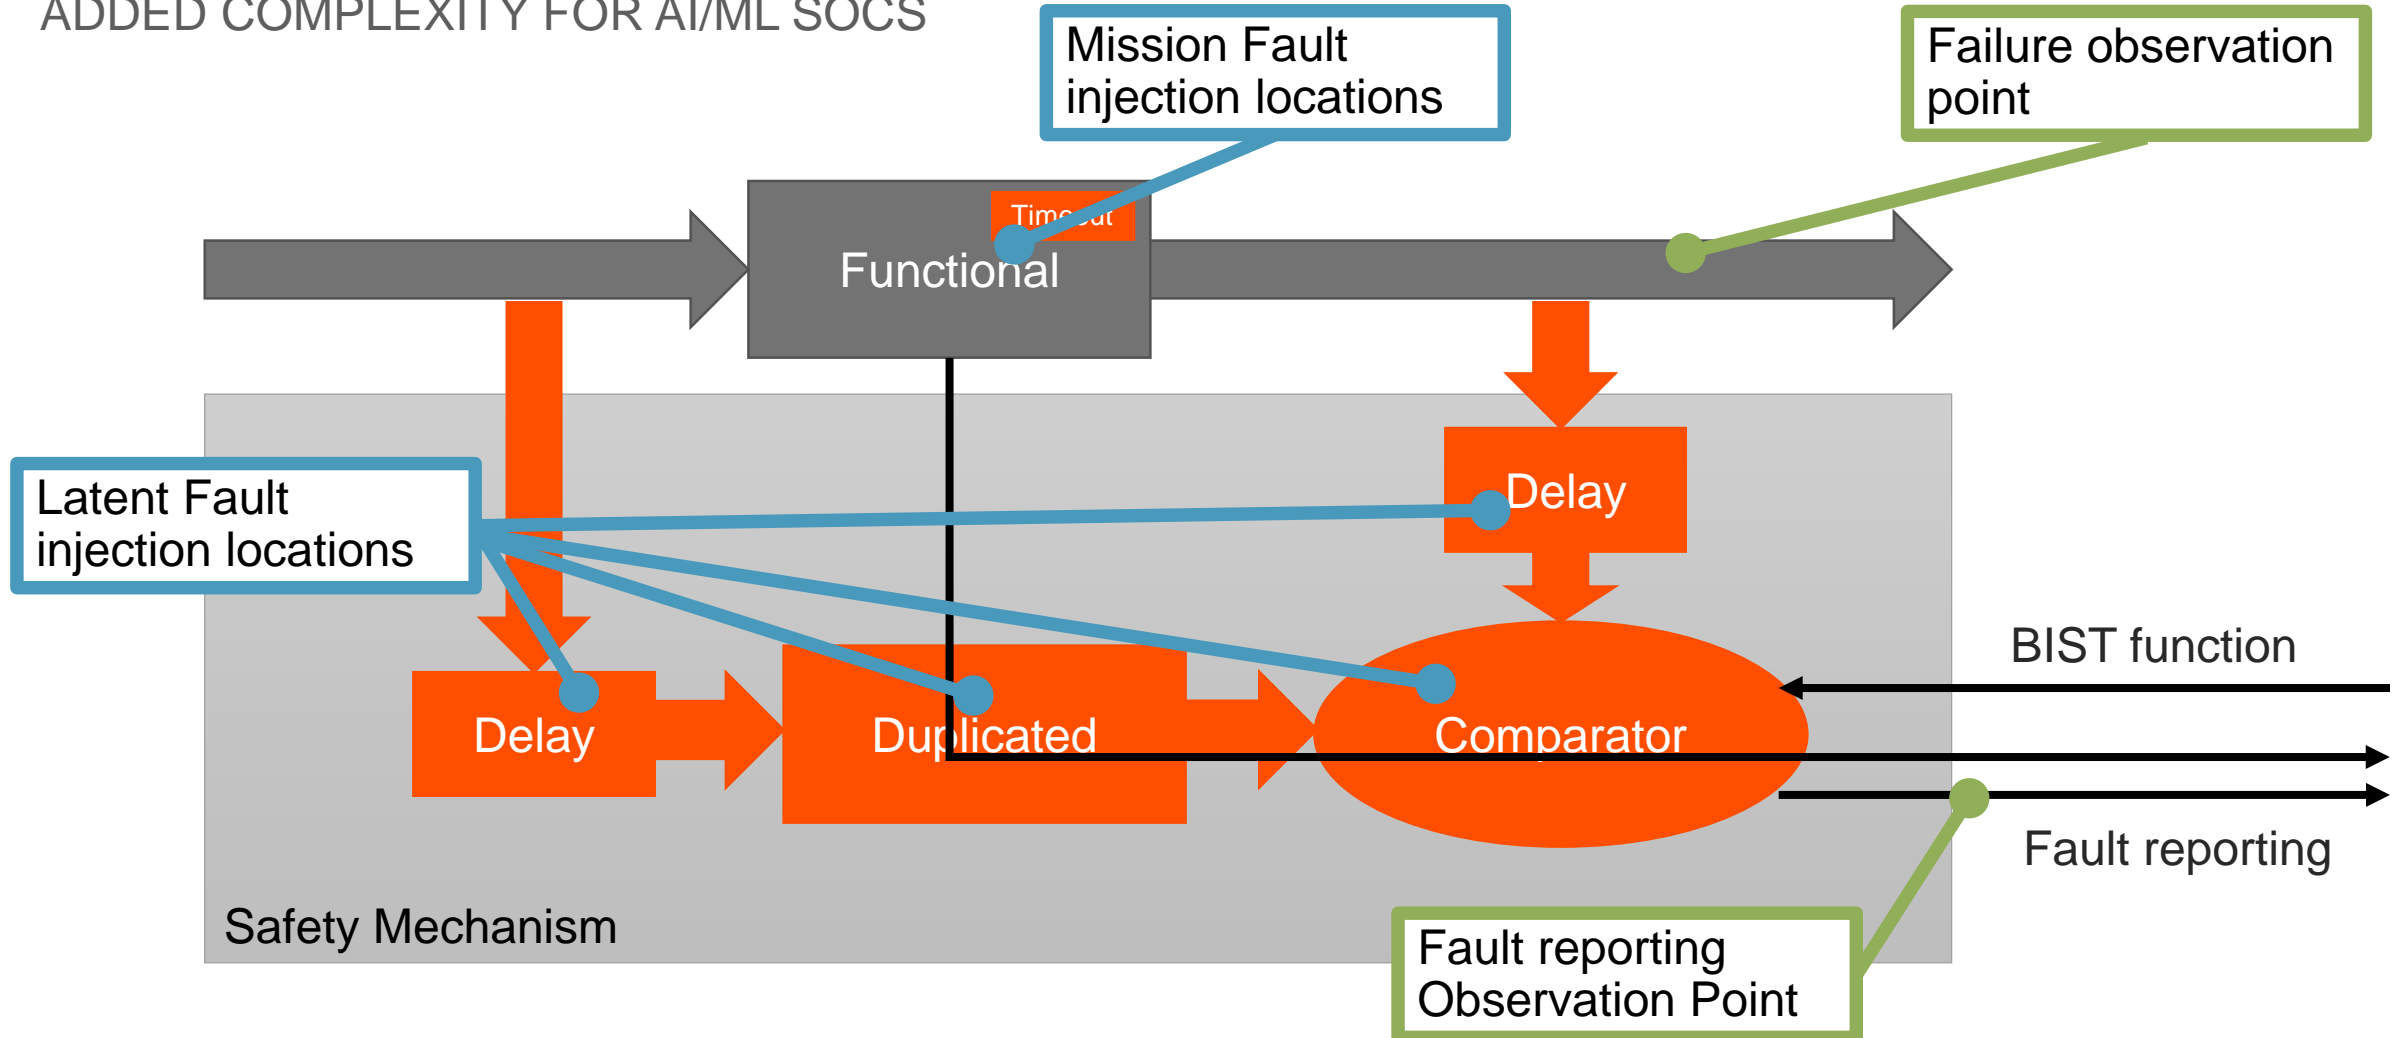 ADDED COMPLEXITY FOR AI/ML SOCS
Mission Fault
injection locations
Failure observation
point
Timeout
Functional
Latent Fault
injection locations
Delay
BIST function
Delay
Duplicated
Comparator
Fault reporting
Safety Mechanism
Fault reporting
Observation Point